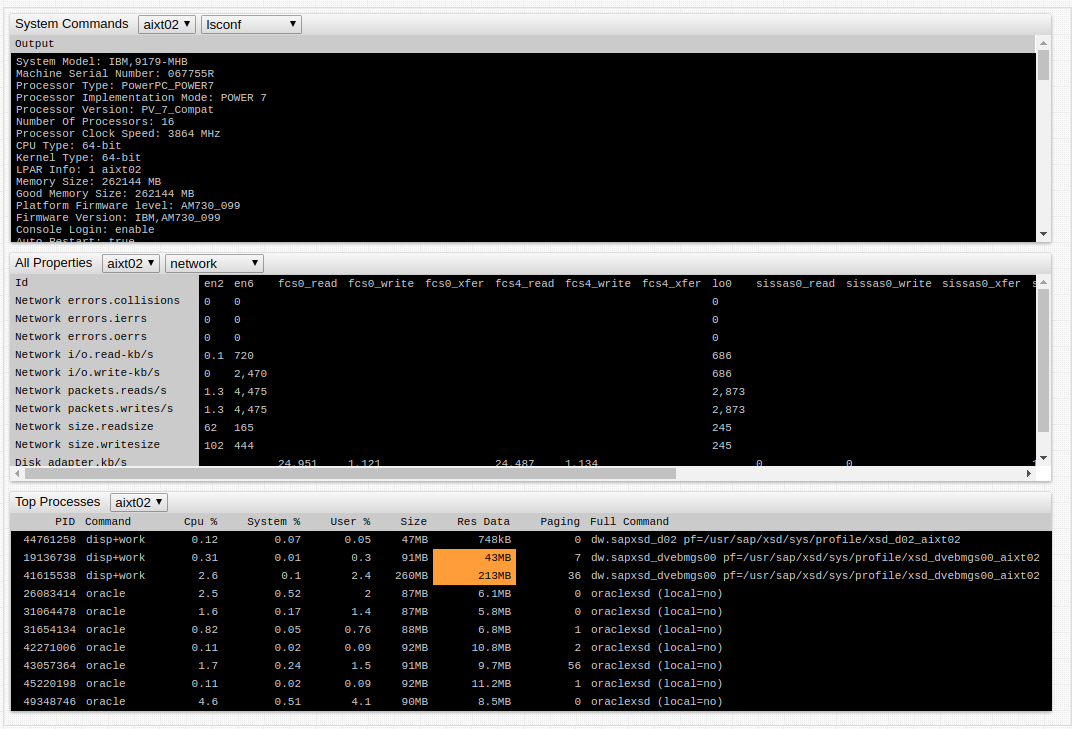 System Commands aixt02 lsconf
Output
System Model: IBM,9179-MHB
Machine Serial Number: 067755R
Processor Type: PowerPC_POWER7
Processor Implementation Mode: POWER 7
Processor Version: PV_7_Compat
Number Of Processors: 16
Processor Clock Speed: 3864 MHz
CPU Type: 64-bit
Kernel Type: 64-bit
LPAR Info: 1 aixt02
Memory Size: 262144 MB
Good Memory Size: 262144 MB
Platform Firmware level: AM730_099
Firmware Version: IBM,AM730_099
Console Login: enable
Auto Restart: true
All Properties aixt02 network
Id en2 en6 fcs0_read fcs0_write fcs0_xfer fcs4_read fcs4_write fcs4_xfer lo0 sissas0_read sissas0_write sissas0_xfer
Network errors.collisions 0 0 0
Network errors.ierrs 0 0 0
Network errors.oerrs 0 0 0
Network i/o.read-kb/s 0.1 720 686
Network i/o.write-kb/s 0 2,470 686
Network packets.reads/s 1.3 4,475 2,873
Network packets.writes/s 1.3 4,475 2,873
Network size.readsize 62 165 245
Network size.writesize 102 444 245
Disk adapter.kb/s 24,951 1,121 24,487 1,134 0 0
Top Processes aixt02
PID Command Cpu % System % User % Size Res Data Paging Full Command
44761258 disp+work 0.12 0.07 0.05 47MB 748kB 0 dw.sapxsd_d02 pf=/usr/sap/xsd/sys/profile/xsd_d02_aixt02
19136738 disp+work 0.31 0.01 0.3 91MB 43MB 7 dw.sapxsd_dvebmgs00 pf=/usr/sap/xsd/sys/profile/xsd_dvebmgs00_aixt02
41615538 disp+work 2.6 0.1 2.4 260MB 213MB 36 dw.sapxsd_dvebmgs00 pf=/usr/sap/xsd/sys/profile/xsd_dvebmgs00_aixt02
26083414 oracle 2.5 0.52 2 87MB 6.1MB 0 oraclexsd (local=no)
31064478 oracle 1.6 0.17 1.4 87MB 5.8MB 0 oraclexsd (local=no)
31654134 oracle 0.82 0.05 0.76 88MB 6.8MB 1 oraclexsd (local=no)
42271006 oracle 0.11 0.02 0.09 92MB 10.8MB 2 oraclexsd (local=no)
43057364 oracle 1.7 0.24 1.5 91MB 9.7MB 56 oraclexsd (local=no)
45220198 oracle 0.11 0.02 0.09 92MB 11.2MB 1 oraclexsd (local=no)
49348746 oracle 4.6 0.51 4.1 90MB 8.5MB 0 oraclexsd (local=no)